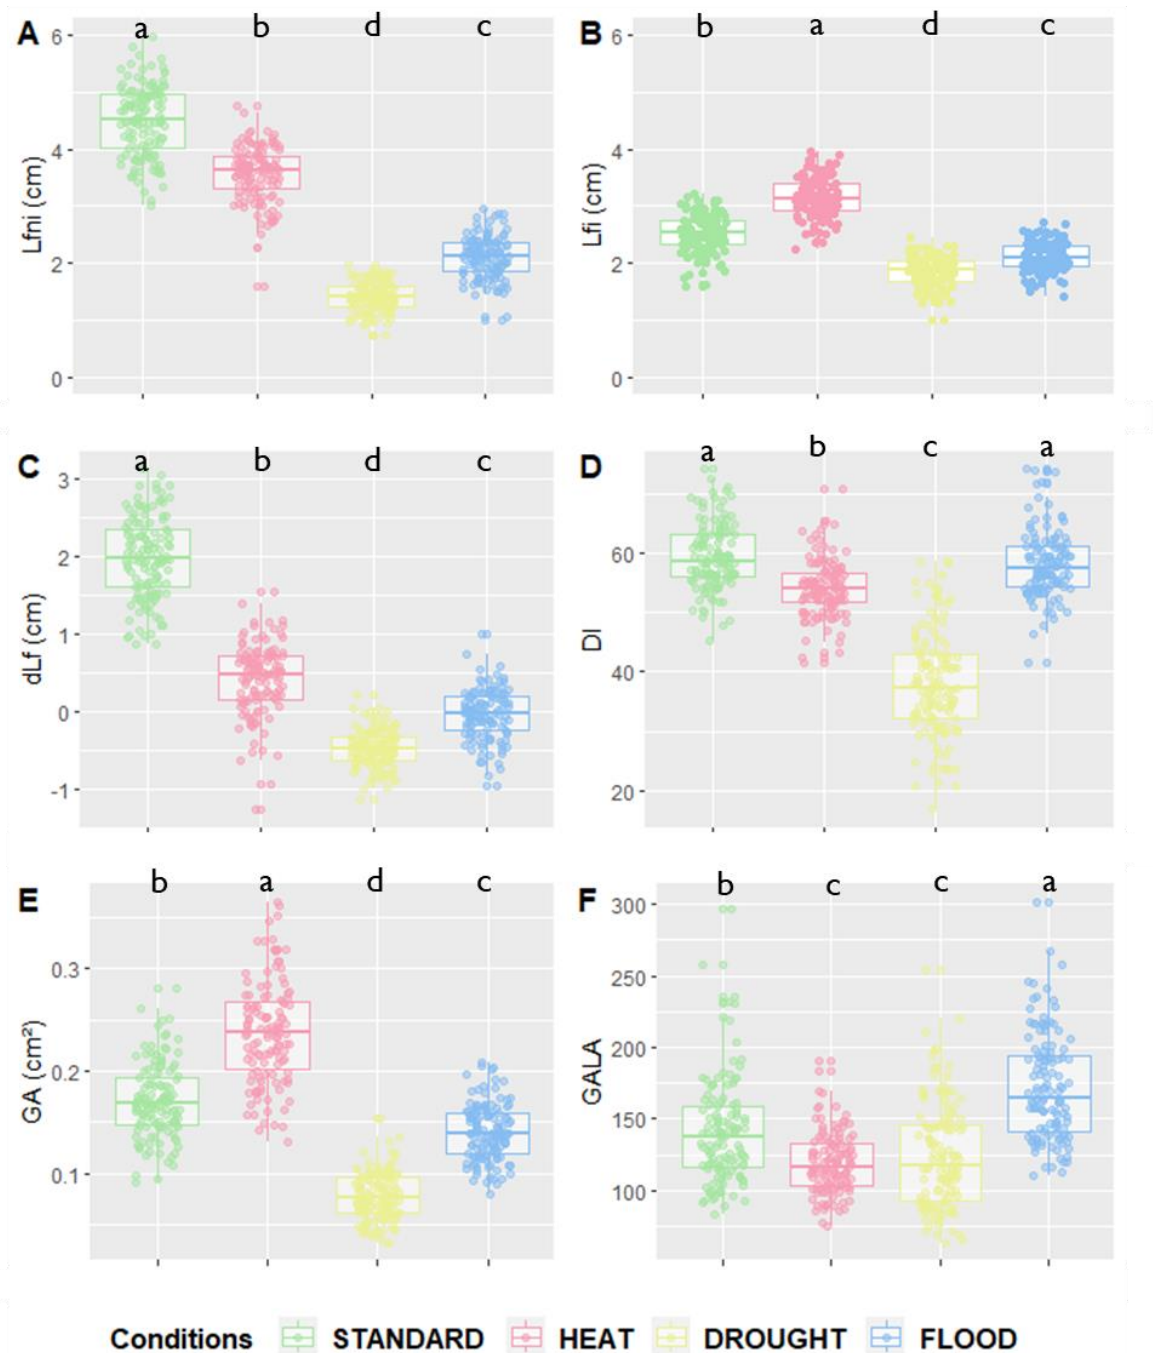 A a b d c
6
4
2
0
Lfni (cm)
B b a d c
6
4
2
0
Lfi (cm)
C a b d c
3
2
1
0
-1
dLf (cm)
D a b c a
60
40
20
DI
E b a d c
0.3
0.2
0.1
GA (cm²)
F b c c a
300
250
200
150
100
GALA
Conditions STANDARD HEAT DROUGHT FLOOD